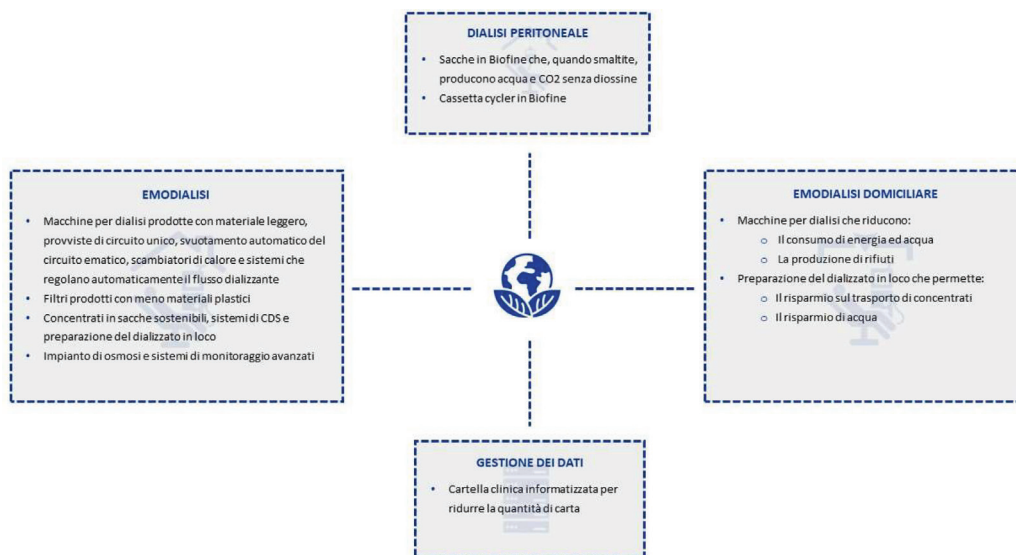 DIALISI PERITONEALE
• Sacche in Biofine che, quando smaltite,
producono acqua e CO2 senza diossine
• Cassetta cycler in Biofine
EMODIALISI
• Macchine per dialisi prodotte con materiale leggero,
provviste di circuito unico, svuotamento automatico del
circuito ematico, scambiatori di calore e sistemi che
regolano automaticamente il flusso dializzante
• Filtri prodotti con meno materiali plastici
• Concentrati in sacche sostenibili, sistemi di CDS e
preparazione del dializzato in loco
• Impianto di osmosi e sistemi di monitoraggio avanzati
EMODIALISI DOMICILIARE
• Macchine per dialisi che riducono:
o Il consumo di energia ed acqua
o La produzione di rifiuti
• Preparazione del dializzato in loco che permette:
o Il risparmio sul trasporto di concentrati
o Il risparmio di acqua
GESTIONE DEI DATI
• Cartella clinica informatizzata per
ridurre la quantità di carta